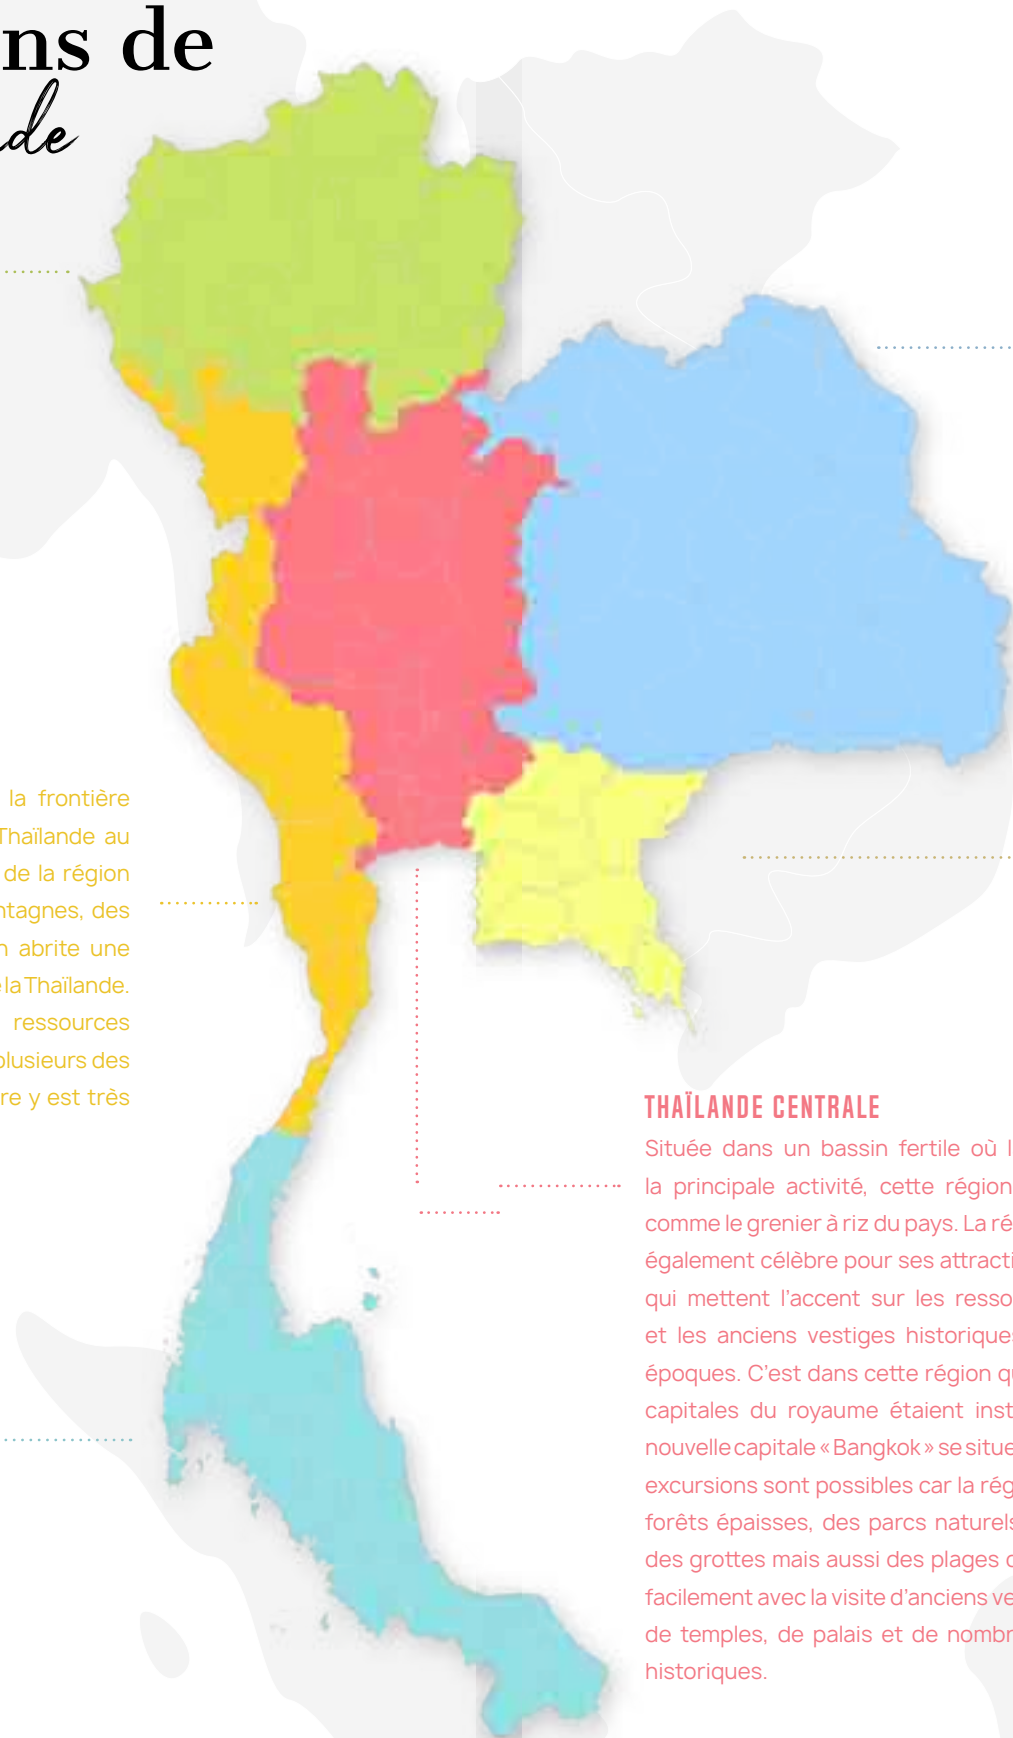 ns de
de
la frontière
Thaïlande au
de la région
ntagnes, des
n abrite une
la Thaïlande.
ressources
plusieurs des
re y est très
THAÏLANDE CENTRALE
Située dans un bassin fertile où l
la principale activité, cette région
comme le grenier à riz du pays. La ré
également célèbre pour ses attracti
qui mettent l’accent sur les resso
et les anciens vestiges historiques
époques. C’est dans cette région qu
capitales du royaume étaient inst
nouvelle capitale « Bangkok » se situe
excursions sont possibles car la rég
forêts épaisses, des parcs naturels
des grottes mais aussi des plages
facilement avec la visite d’anciens ve
de temples, de palais et de nombr
historiques.